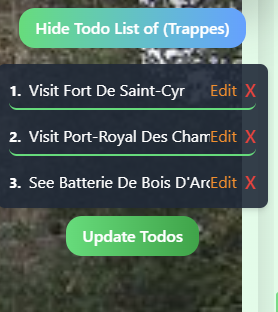 Hide Todo List of (Trappes)
1. Visit Fort De Saint-Cyr Edit X
2. Visit Port-Royal Des Cham Edit X
3. See Batterie De Bois D'Arc Edit X
Update Todos